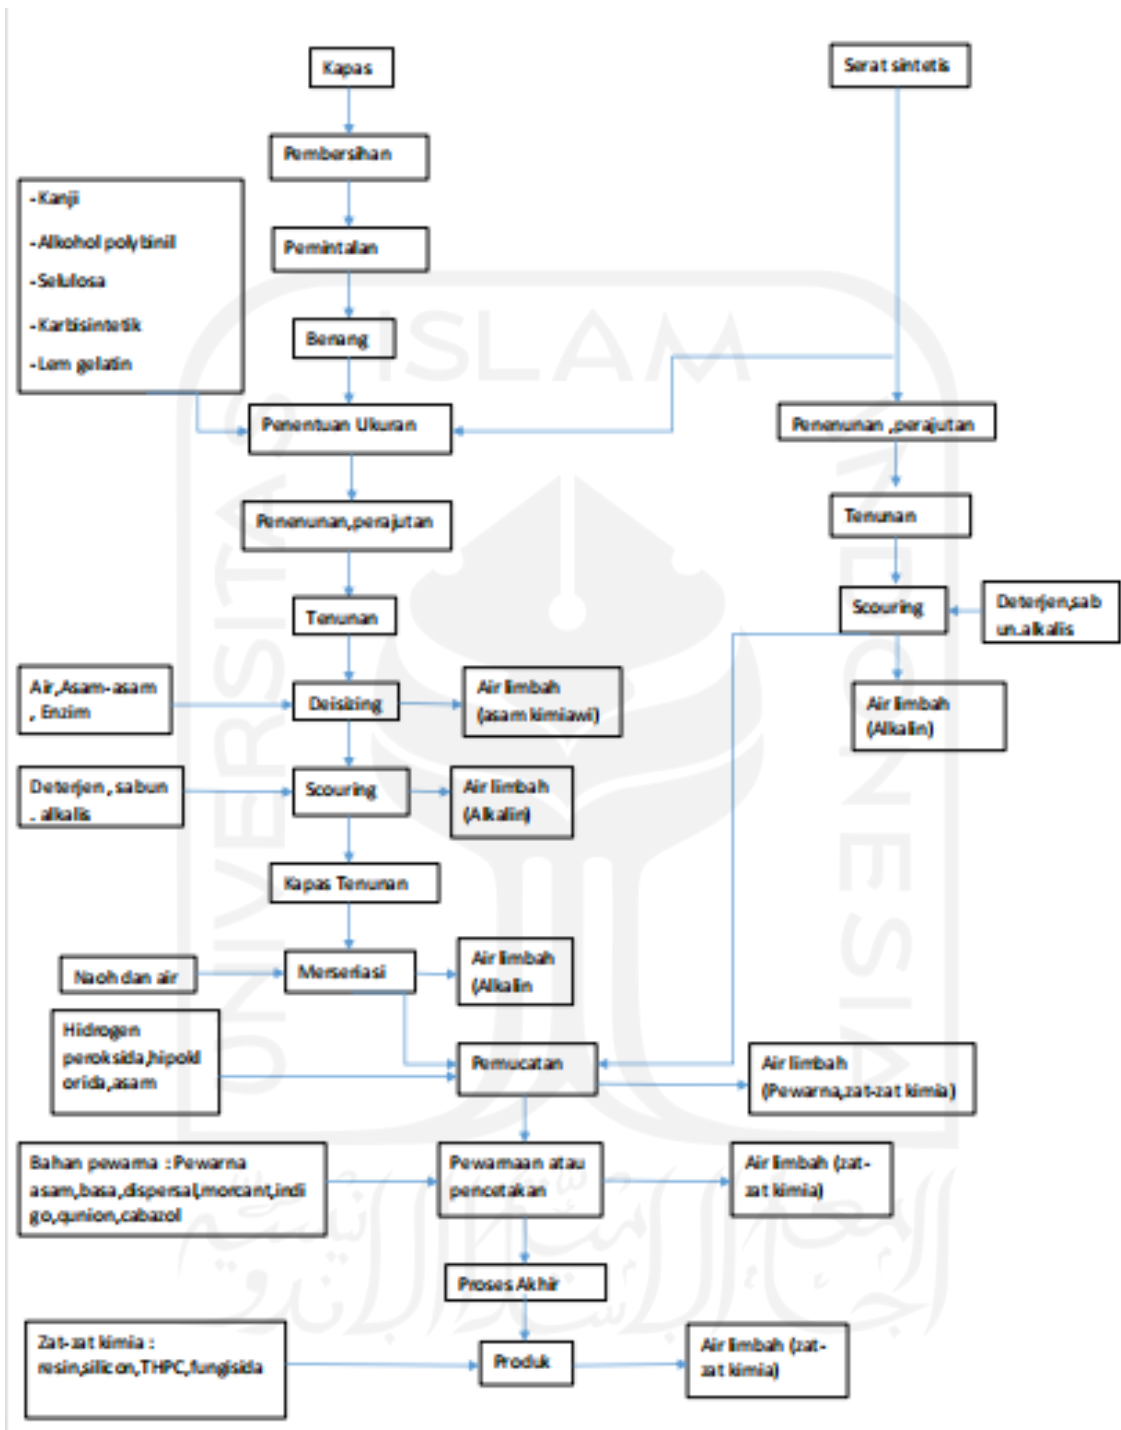 Kapas
Serat sintetis
Pembersihan
-Kanji
-Alkohol polybinil
-Selulosa
-Karbisintetik
-Lem gelatin
Pemintalan
Benang
Penentuan Ukuran
Penenunan ,perajutan
Penenunan,perajutan
Tenunan
Tenunan
Scouring
Deterjen,sab
un.alkalis
Air limbah
(Alkalin)
Air,Asam-asam
, Enzim
Deisizing
Air limbah
(asam kimiawi)
Deterjen , sabun
. alkalis
Scouring
Air limbah
(Alkalin)
Kapas Tenunan
Naoh dan air
Merseriasi
Air limbah
(Alkalin
Hidrogen
peroksida,hipokl
orida,asam
Pemucatan
Air limbah
(Pewarna,zat-zat kimia)
Bahan pewarna : Pewarna
asam,basa,dispersal,morcant,indi
go,qunion,cabazol
Pewarnaan atau
pencetakan
Air limbah (zat-
zat kimia)
Proses Akhir
Zat-zat kimia :
resin,silicon,THPC,fungisida
Produk
Air limbah (zat-
zat kimia)
UNIVERSITAS
ISLAM
INDONESIA